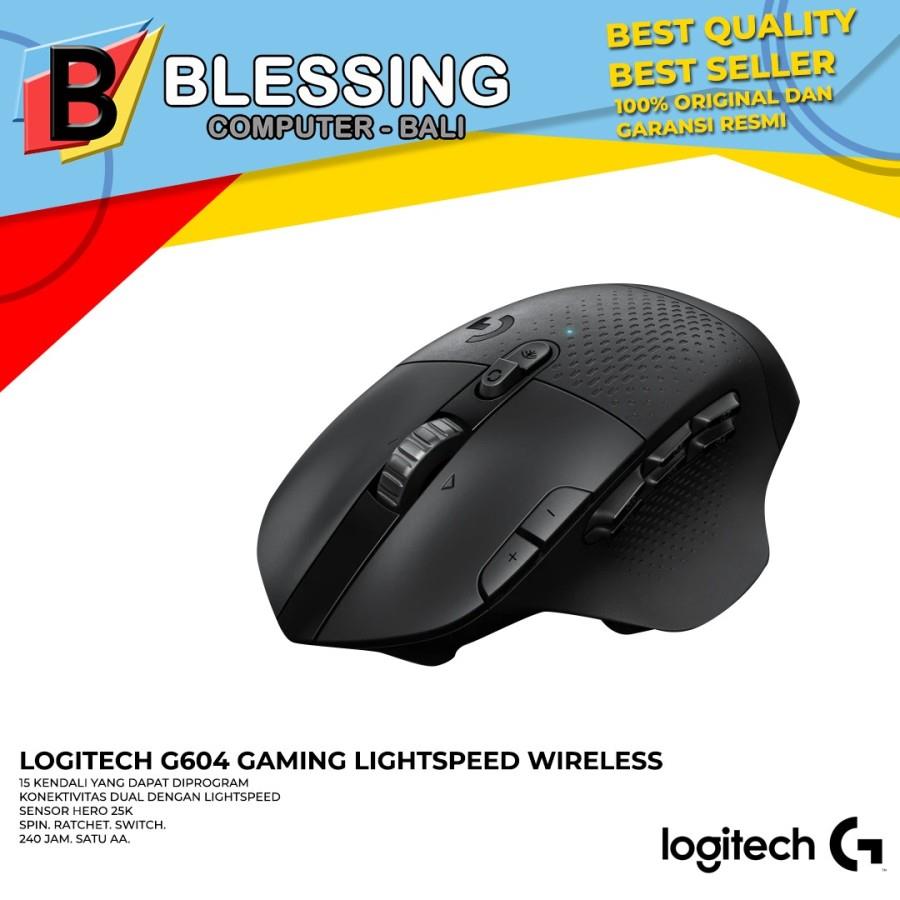 B BLESSING
COMPUTER - BALI
BEST QUALITY
BEST SELLER
100% ORIGINAL DAN
GARANSI RESMI
LOGITECH G604 GAMING LIGHTSPEED WIRELESS
15 KENDALI YANG DAPAT DIPROGRAM
KONEKTIVITAS DUAL DENGAN LIGHTSPEED
SENSOR HERO 25K
SPIN. RATCHET. SWITCH.
240 JAM. SATU AA.
logitech G